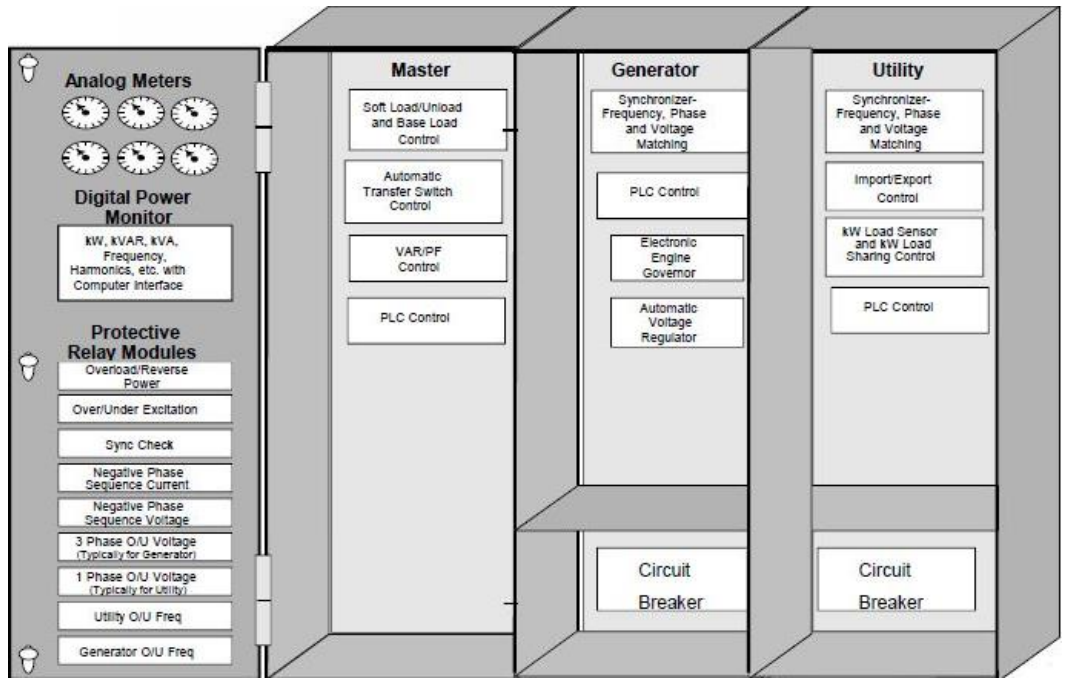 Analog Meters
Digital Power
Monitor
kW, kVAR, kVA,
Frequency,
Harmonics, etc. with
Computer Interface
Protective
Relay Modules
Overload/Reverse
Power
Over/Under Excitation
Sync Check
Negative Phase
Sequence Current
Negative Phase
Sequence Voltage
3 Phase O/U Voltage
(Typically for Generator)
1 Phase O/U Voltage
(Typically for Utility)
Utility O/U Freq
Generator O/U Freq
Master
Soft Load/Unload
and Base Load
Control
Automatic
Transfer Switch
Control
VAR/PF
Control
PLC Control
Generator
Synchronizer-
Frequency, Phase
and Voltage
Matching
PLC Control
Electronic
Engine
Governor
Automatic
Voltage
Regulator
Circuit
Breaker
Utility
Synchronizer-
Frequency, Phase
and Voltage
Matching
Import/Export
Control
kW Load Sensor
and kW Load
Sharing Control
PLC Control
Circuit
Breaker